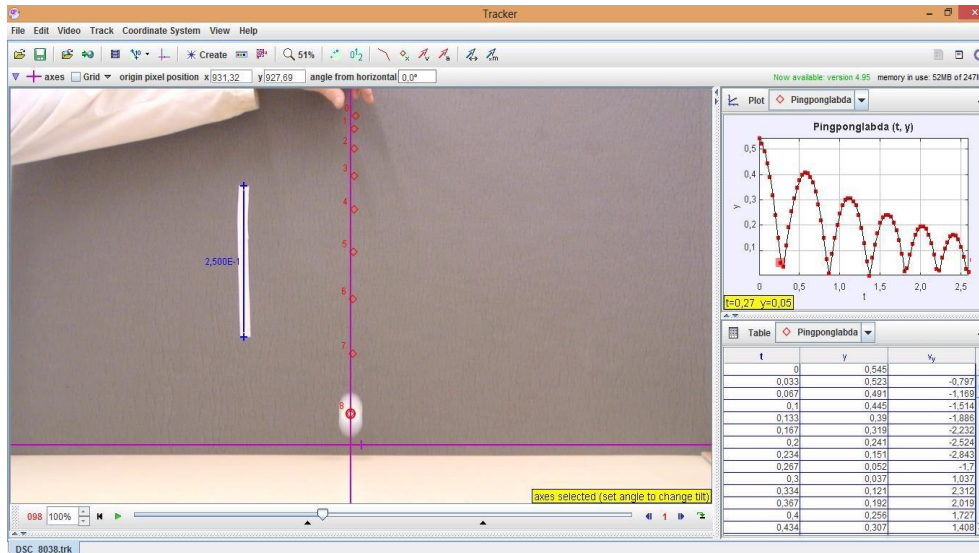 Tracker
File Edit Video Track Coordinate System View Help
Create 51%
axes Grid origin pixel position x 931,32 y 927,69 angle from horizontal 0,0°
Now available: version 4.95 memory in use: 52MB of 247
Plot Pingponglabda
Pingponglabda (t, y)
0,5
0,4
0,3
0,2
0,1
y
0 0,5 1,0 1,5 2,0 2,5
t
t=0,27 y=0,05
1
2
3
4
5
6
7
8
2,500E-1
axes selected (set angle to change tilt)
Table Pingponglabda
t y vy
0 0,545
0,033 0,523 -0,797
0,067 0,491 -1,169
0,1 0,445 -1,514
0,133 0,39 -1,886
0,167 0,319 -2,232
0,2 0,241 -2,524
0,234 0,151 -2,843
0,267 0,052 -1,7
0,3 0,037 1,037
0,334 0,121 2,312
0,367 0,192 2,019
0,4 0,256 1,727
0,434 0,307 1,408
098 100% 1
DSC_8038.trk